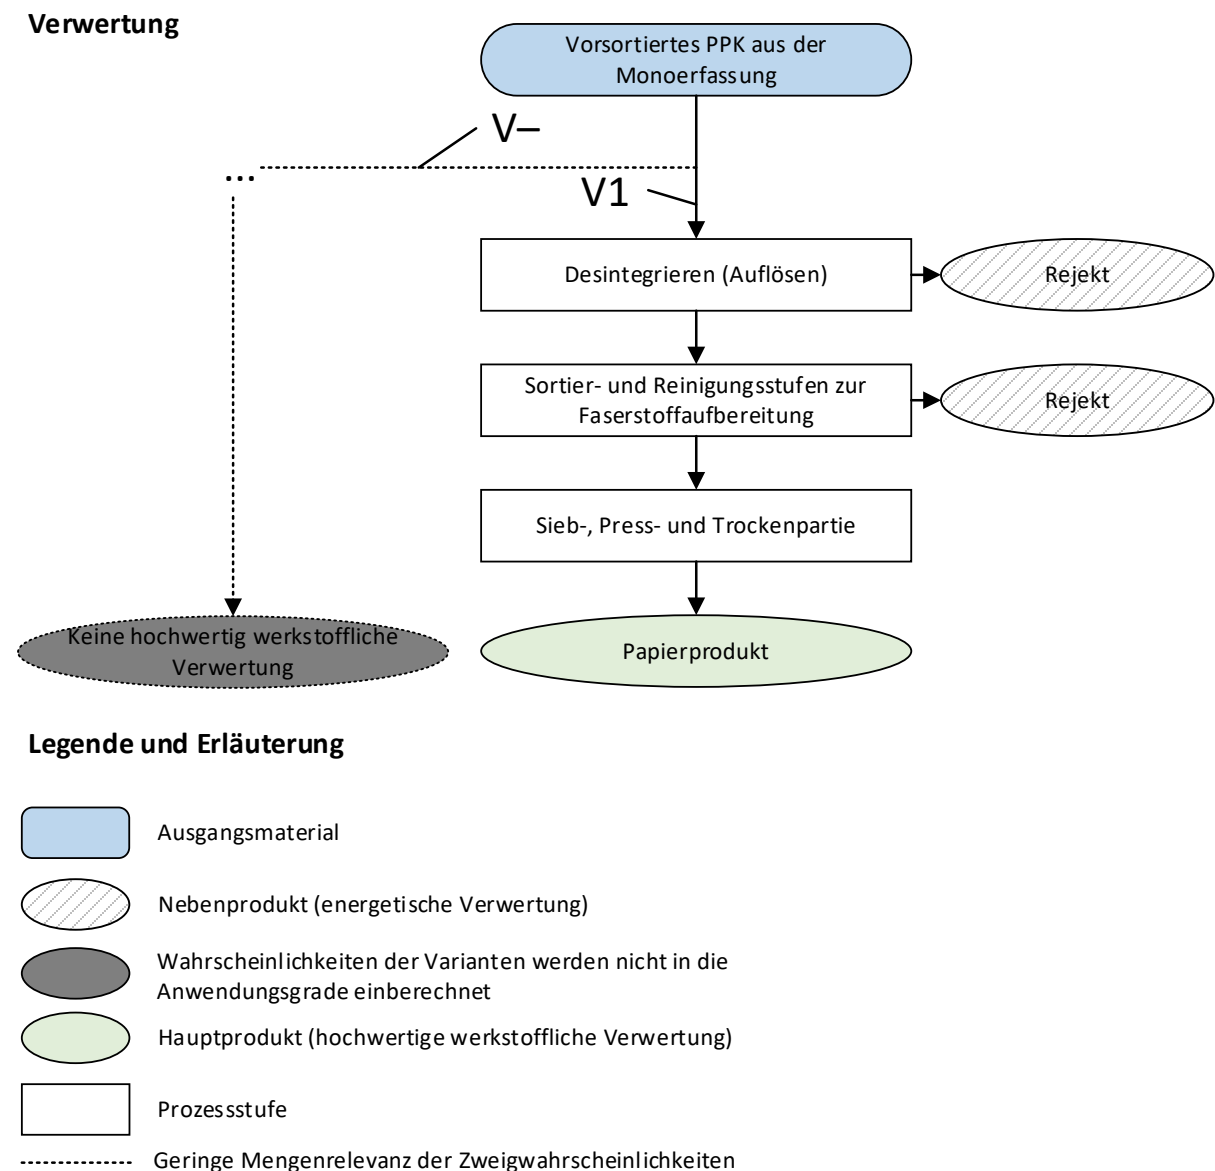 Verwertung
Vorsortiertes PPK aus der
Monoerfassung
V–
...
V1
Desintegrieren (Auflösen)
Rejekt
Sortier- und Reinigungsstufen zur
Faserstoffaufbereitung
Rejekt
Sieb-, Press- und Trockenpartie
Keine hochwertig werkstoffliche
Verwertung
Papierprodukt
Legende und Erläuterung
Ausgangsmaterial
Nebenprodukt (energetische Verwertung)
Wahrscheinlichkeiten der Varianten werden nicht in die
Anwendungsgrade einberechnet
Hauptprodukt (hochwertige werkstoffliche Verwertung)
Prozessstufe
Geringe Mengenrelevanz der Zweigwahrscheinlichkeiten